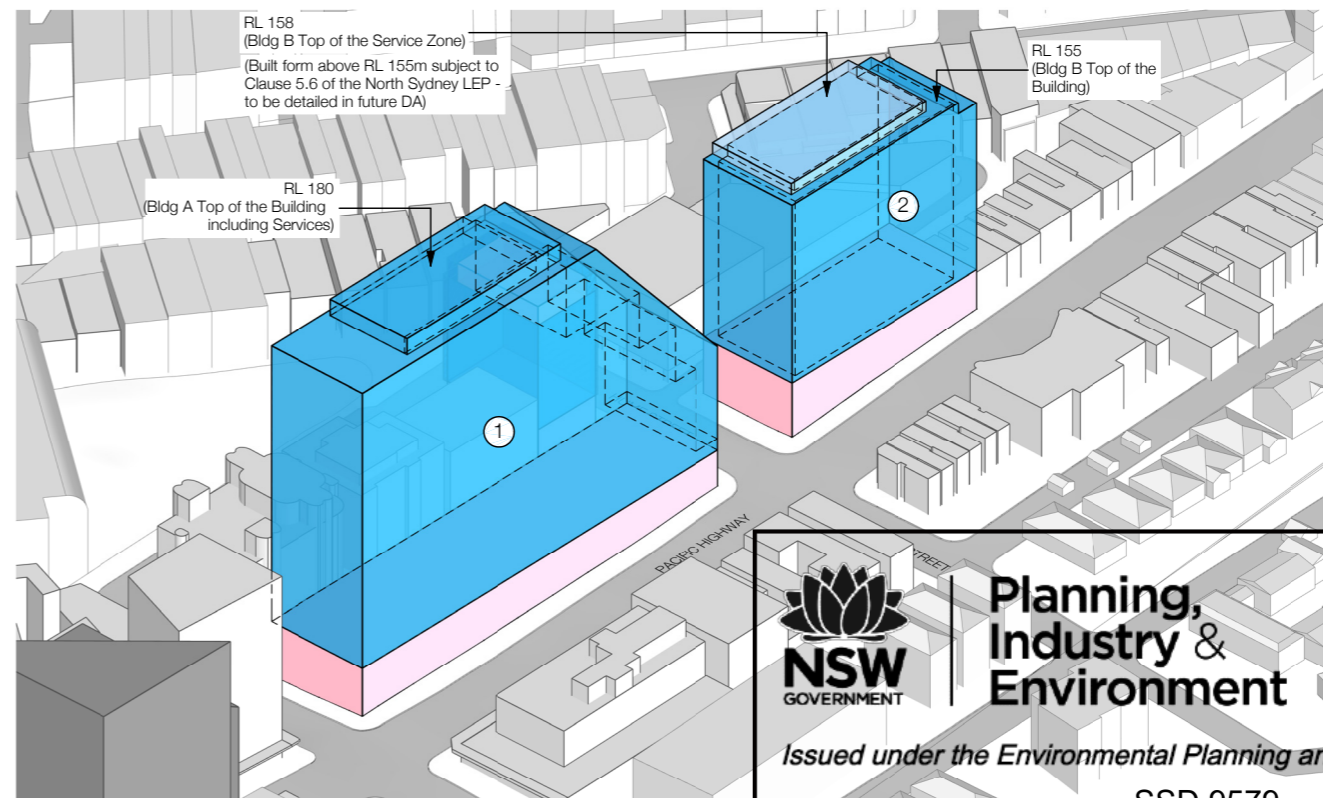 RL 158
(Bldg B Top of the Service Zone)
(Built form above RL 155m subject to
Clause 5.6 of the North Sydney LEP -
to be detailed in future DA)
RL 155
(Bldg B Top of the
Building)
RL 180
(Bldg A Top of the Building
including Services)
2
1
PACIFIC HIGHWAY
STREET
NSW
GOVERNMENT
Planning,
Industry &
Environment
Issued under the Environmental Planning an